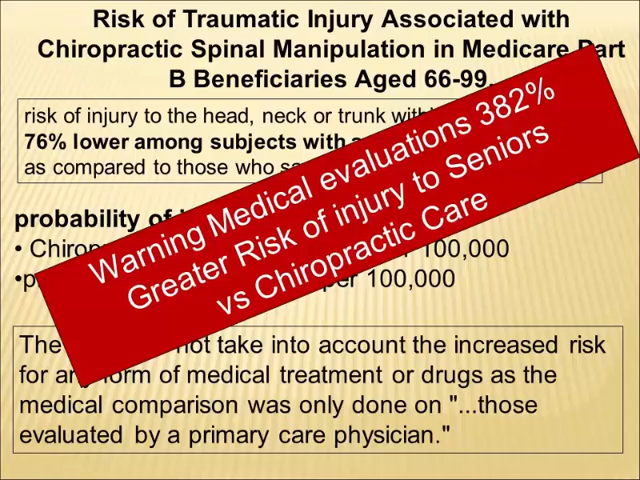 Risk of Traumatic Injury Associated with
Chiropractic Spinal Manipulation in Medicare Part
B Beneficiaries Aged 66-99.
risk of injury to the head, neck or trunk
76% lower among subjects with
as compared to those who
probability of
•
100,000
•
per 100,000
Warning Medical evaluations 382%
Greater Risk of injury to Seniors
vs Chiropractic Care
The not take into account the increased risk
for any form of medical treatment or drugs as the
medical comparison was only done on "...those
evaluated by a primary care physician."